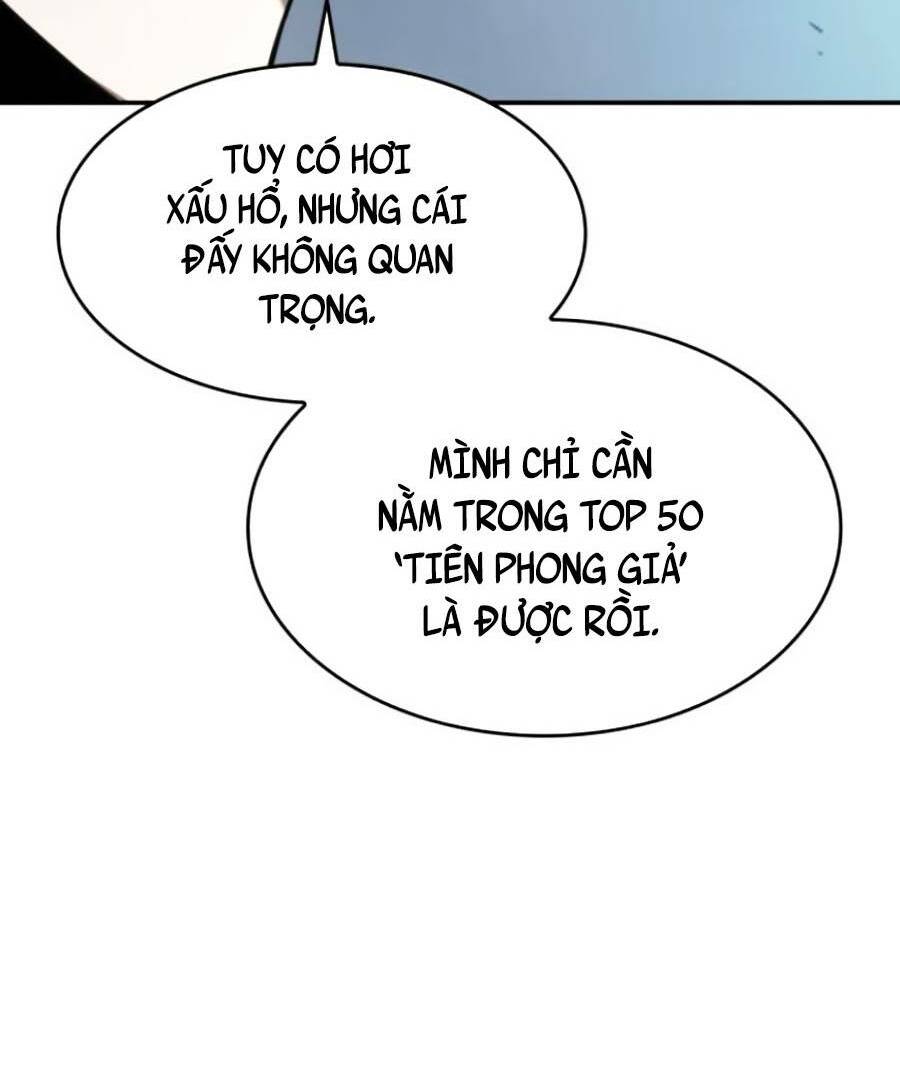 TUY CÓ HƠI
XẤU HỔ, NHƯNG CÁI
ĐẤY KHÔNG QUAN
TRỌNG.
MÌNH CHỈ CẦN
NẰM TRONG TOP 50
‘TIÊN PHONG GIẢ’
LÀ ĐƯỢC RỒI.